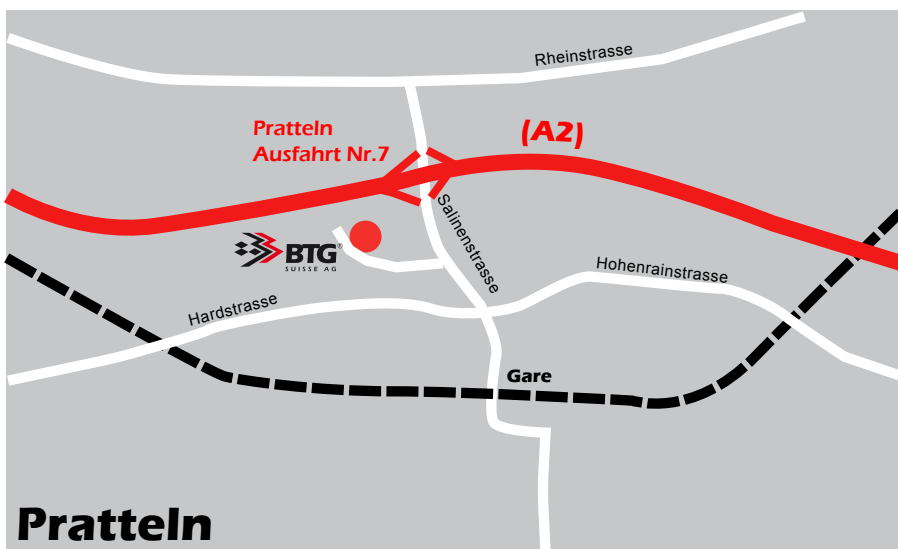 Rheinstrasse
(A2)
Pratteln
Ausfahrt Nr.7
Salinenstrasse
BTG®
SUISSE AG
Hohenrainstrasse
Hardstrasse
Gare
Pratteln